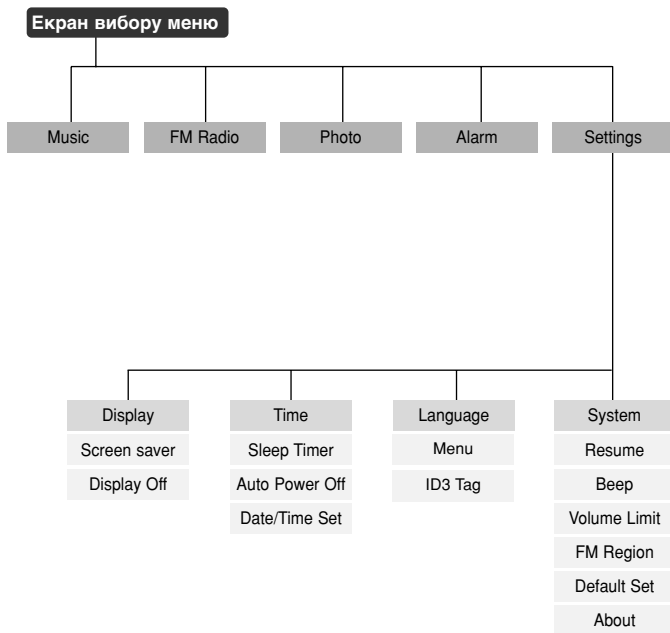 Екран вибору меню
Music
FM Radio
Photo
Alarm
Settings
Display
Screen saver
Display Off
Time
Sleep Timer
Auto Power Off
Date/Time Set
Language
Menu
ID3 Tag
System
Resume
Beep
Volume Limit
FM Region
Default Set
About